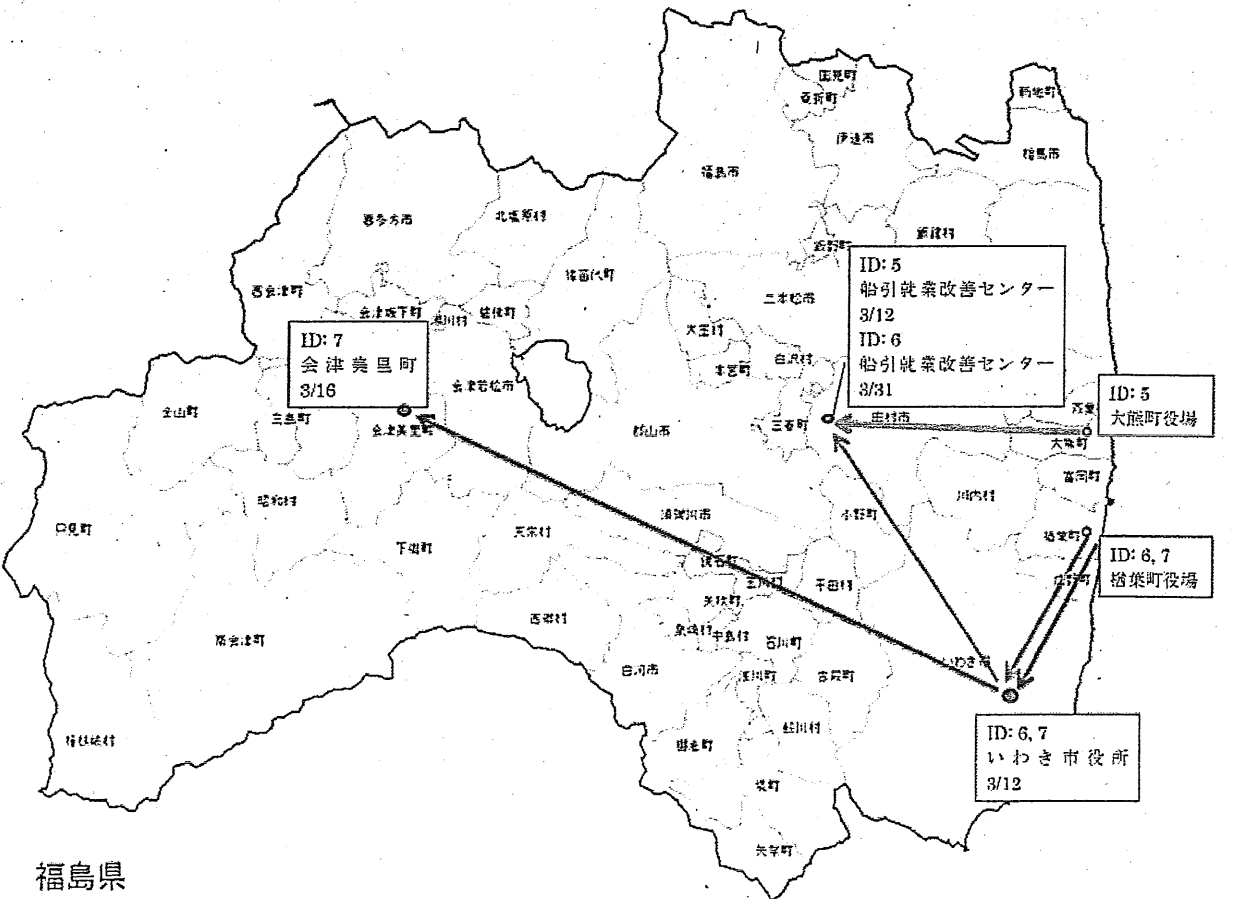 国見町
桑折町
新地町
伊達市
相馬市
福島市
喜多方市
北塩原村
飯野町
飯舘村
猪苗代町
西会津町
二本松市
会津坂下町
湯川村
磐梯町
大玉村
本宮町
白沢村
ID: 5
船引就業改善センター
3/12
ID: 6
船引就業改善センター
3/31
ID: 7
会津美里町
3/16
会津若松市
ID: 5
大熊町役場
金山町
三島町
会津美里町
郡山市
三春町
田村市
双葉
大熊町
富岡町
昭和村
川内村
只見町
天栄村
須賀川市
小野町
楢葉町
下郷町
ID: 6, 7
楢葉町役場
鏡石町
玉川村
平田村
広野町
矢吹町
西郷村
泉崎村
中島村
石川町
南会津町
白河市
浅川町
古殿町
いわき市
鮫川村
檜枝岐村
棚倉町
ID: 6, 7
いわき市役所
3/12
塙町
矢祭町
福島県